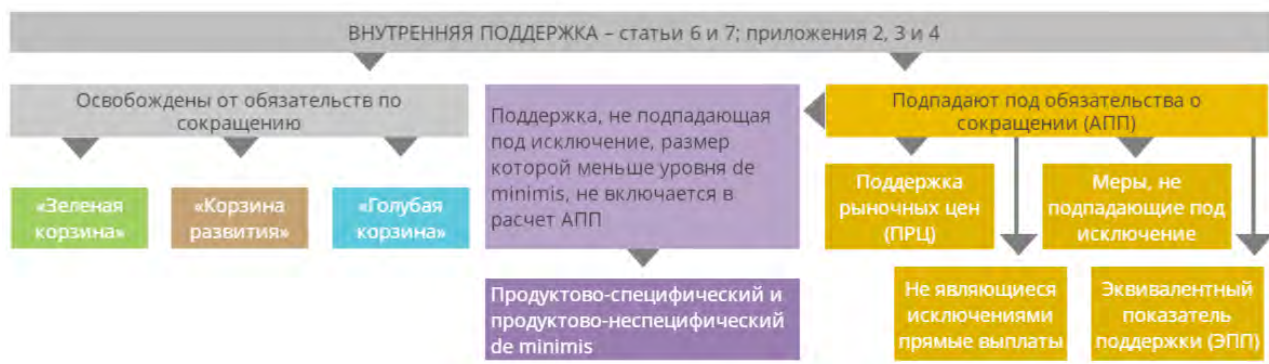 ВНУТРЕННЯЯ ПОДДЕРЖКА – статьи 6 и 7; приложения 2, 3 и 4
Освобождены от обязательств по
сокращению
«Зеленая
корзина»
«Корзина
развития»
«Голубая
корзина»
Поддержка, не подпадающая
под исключение, размер
которой меньше уровня de
minimis, не включается в
расчет АПП
Продуктово-специфический и
продуктово-неспецифический
de minimis
Подпадают под обязательства о
сокращении (АПП)
Поддержка
рыночных цен
(ПРЦ)
Меры, не
подпадающие под
исключение
Не являющиеся
исключениями
прямые выплаты
Эквивалентный
показатель
поддержки (ЭПП)